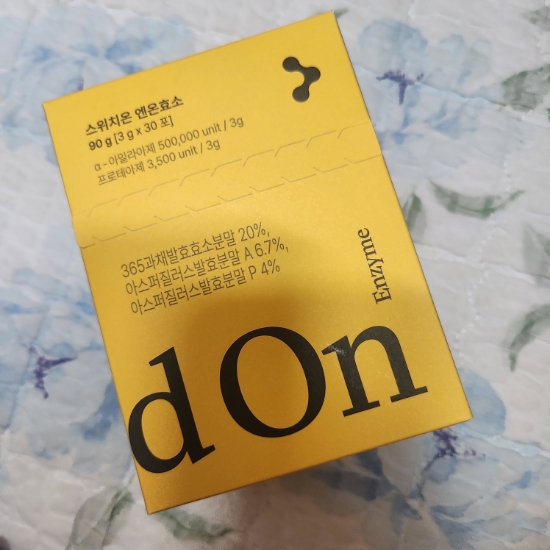 스위치온 엔온효소
90 g [3 g x 30 포]
α - 아밀라아제 500,000 unit / 3g
프로테아제 3,500 unit / 3g
365과채발효효소분말 20%,
아스퍼질러스발효분말 A 6.7%,
아스퍼질러스발효분말 P 4%
Enzyme
d On